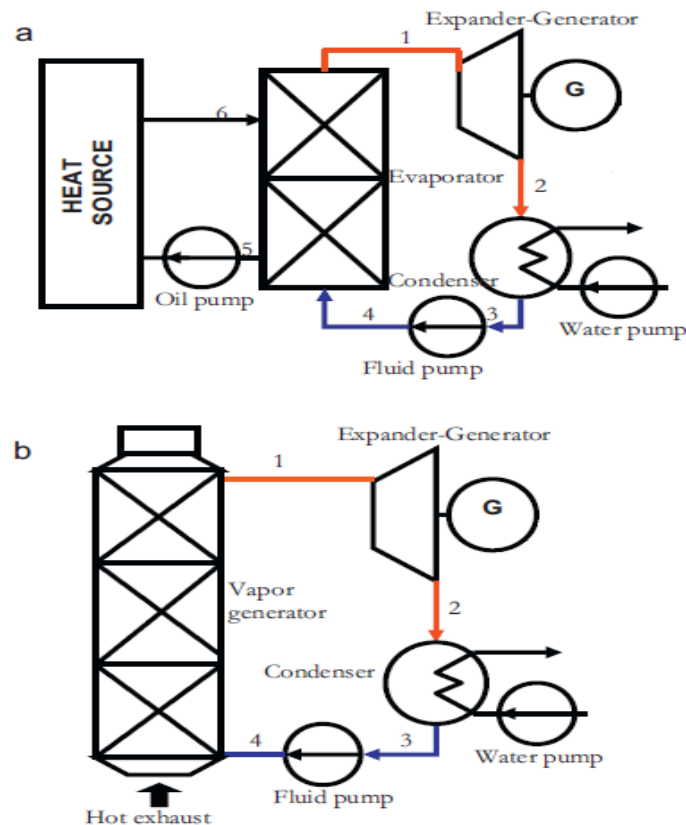 a
1
Expander-Generator
G
6
HEAT
SOURCE
Evaporator
2
5
Oil pump
Condenser
4
3
Fluid pump
Water pump
b
Expander-Generator
1
G
Vapor
generator
2
Condenser
4
3
Fluid pump
Water pump
Hot exhaust